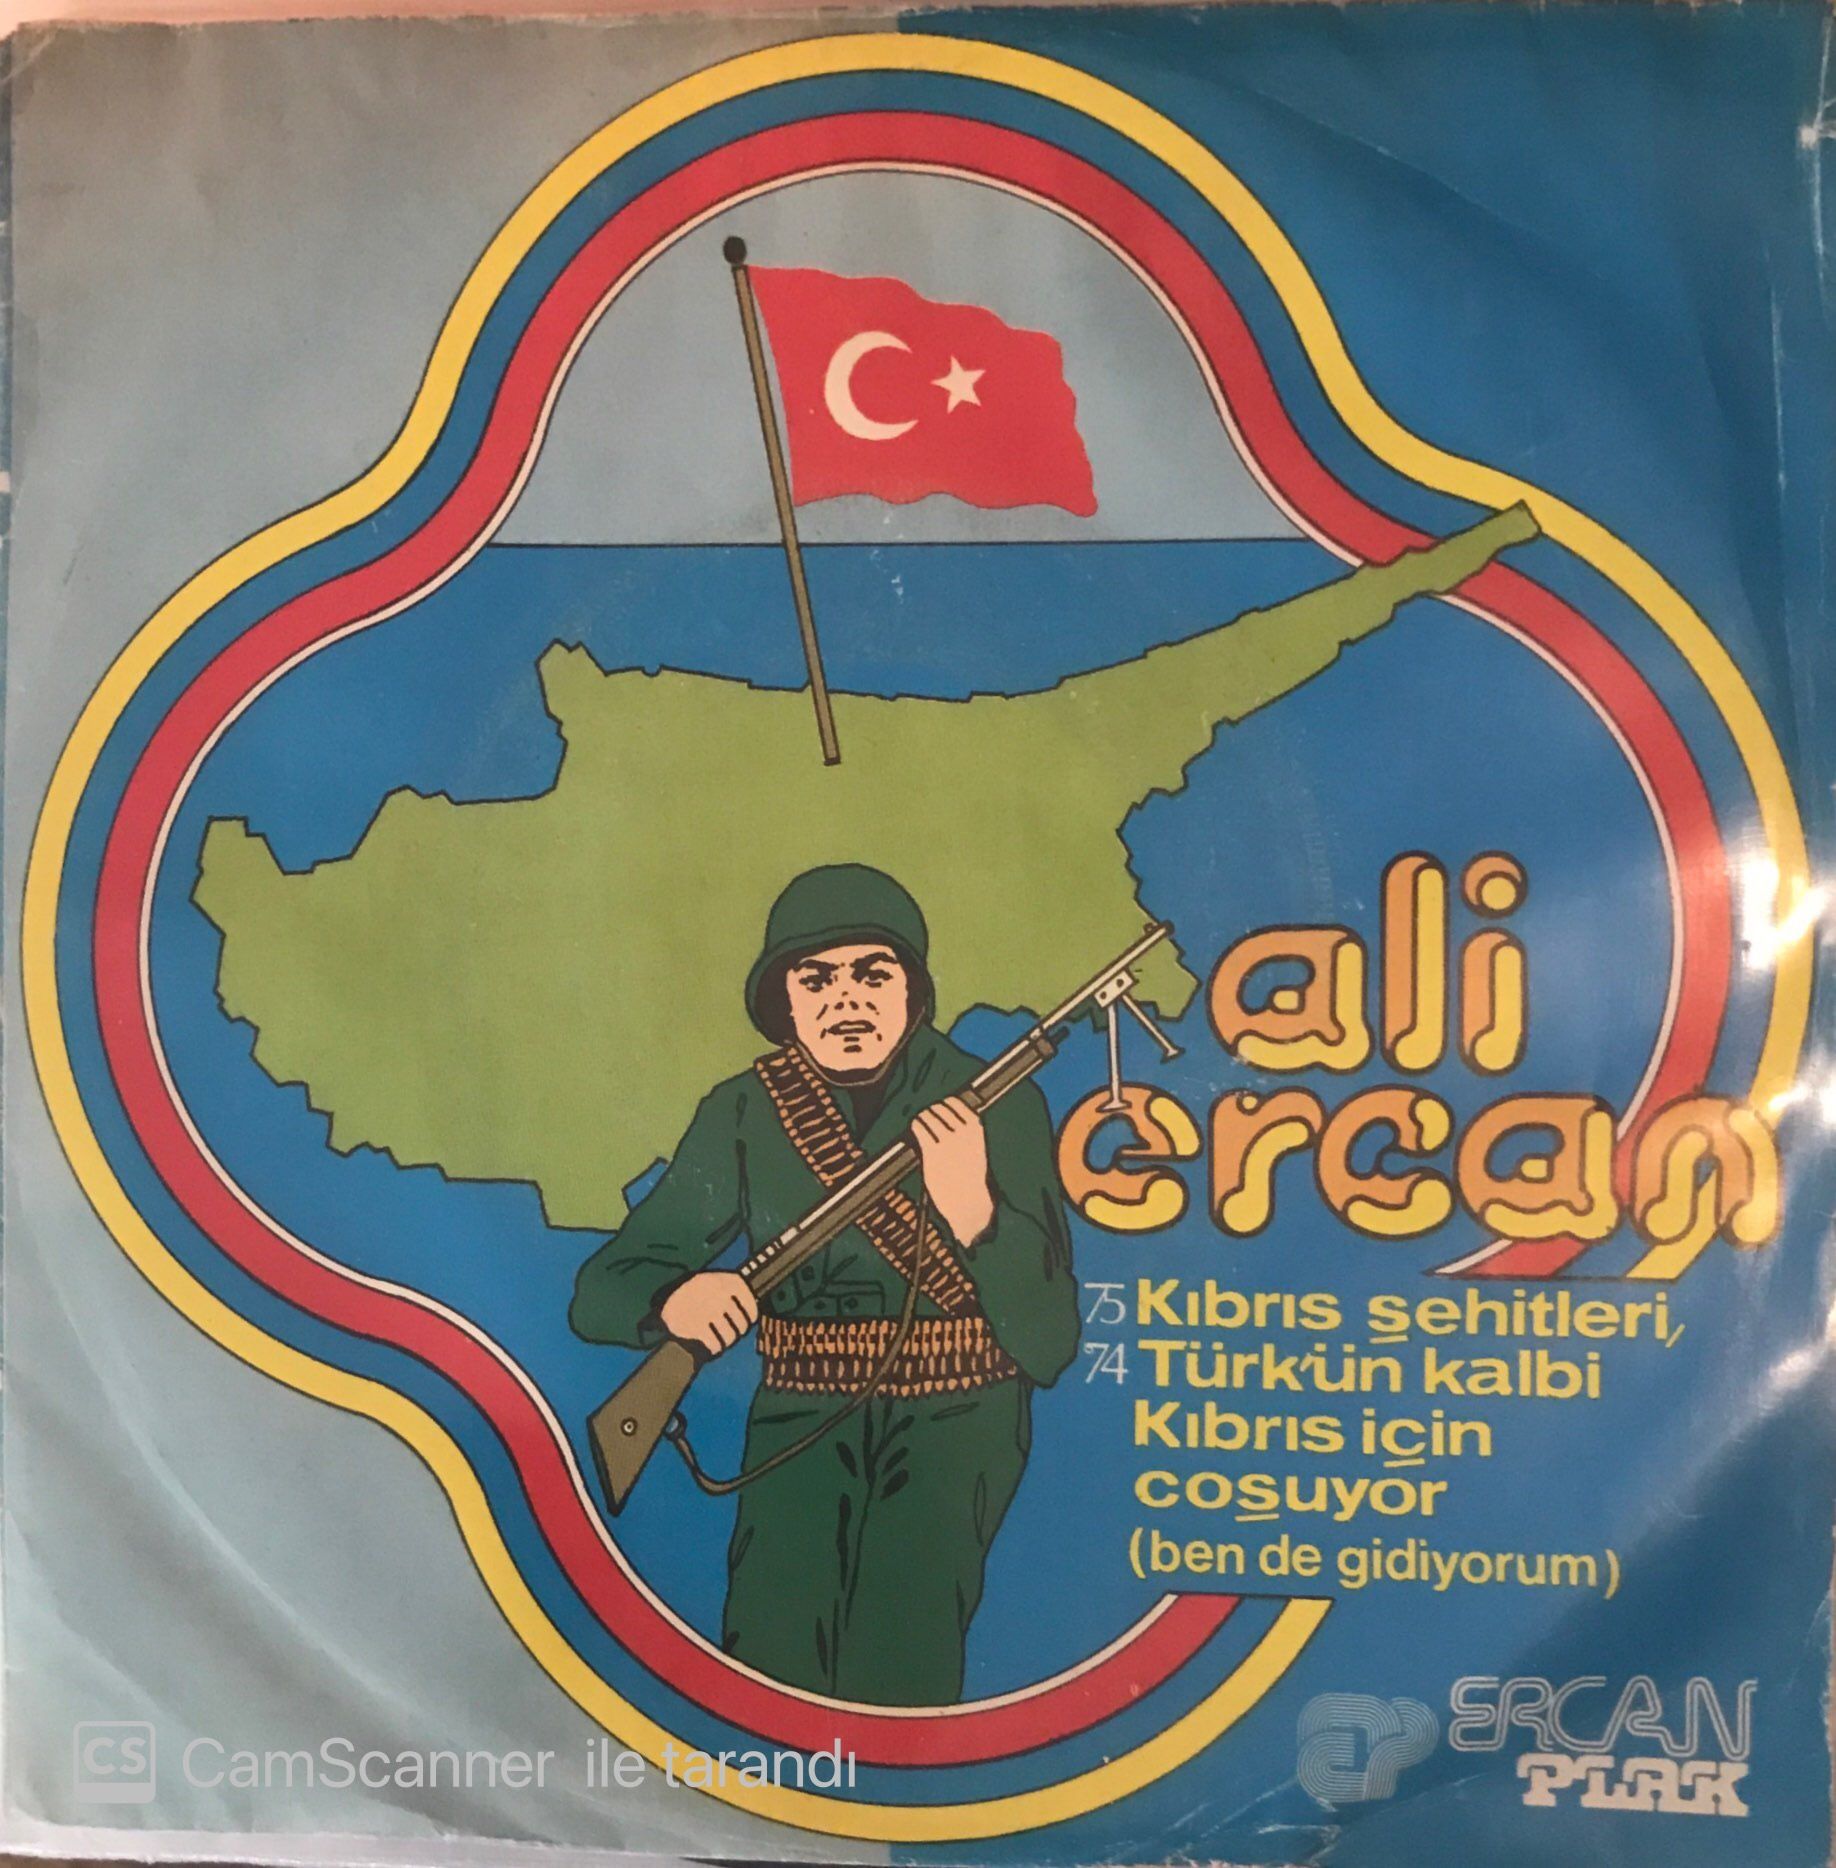 ali
ercan
75 Kıbrıs şehitleri,
74 Türk'ün kalbi
Kıbrıs için
coşuyor
(ben de gidiyorum)
ERCAN
PLAK
CS CamScanner ile tarandı